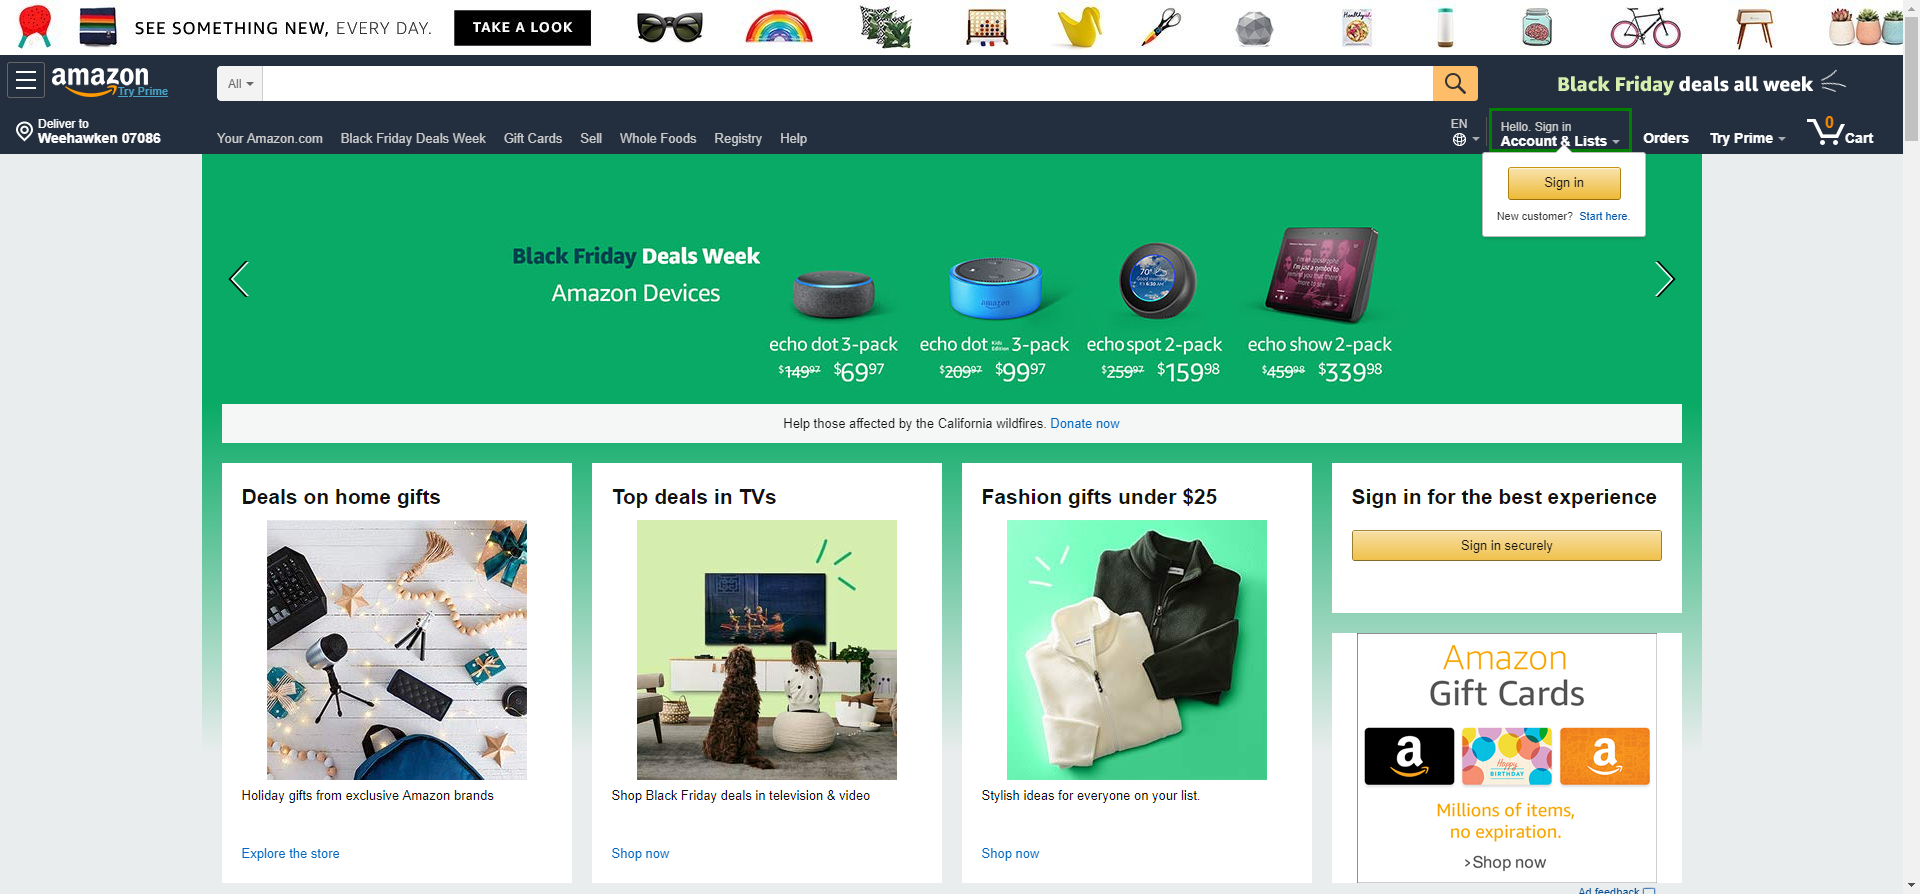 SEE SOMETHING NEW, EVERY DAY.
TAKE A LOOK
Healthyish
amazon
Try Prime
All
Black Friday deals all week
Deliver to
Weehawken 07086
Your Amazon.com
Black Friday Deals Week
Gift Cards
Sell
Whole Foods
Registry
Help
EN
Hello. Sign in
Account & Lists
Orders
Try Prime
0
Cart
Sign in
New customer? Start here.
Black Friday Deals Week
Amazon Devices
amazon
70°
echo dot 3-pack
$149.97 $69.97
echo dot Kids Edition 3-pack
$209.97 $99.97
echo spot 2-pack
$259.97 $159.98
echo show 2-pack
$459.98 $339.98
Help those affected by the California wildfires. Donate now
Deals on home gifts
Holiday gifts from exclusive Amazon brands
Explore the store
Top deals in TVs
Shop Black Friday deals in television & video
Shop now
Fashion gifts under $25
Stylish ideas for everyone on your list.
Shop now
Sign in for the best experience
Sign in securely
Amazon
Gift Cards
a
Happy
BIRTHDAY
a
Millions of items,
no expiration.
›Shop now
Ad feedback